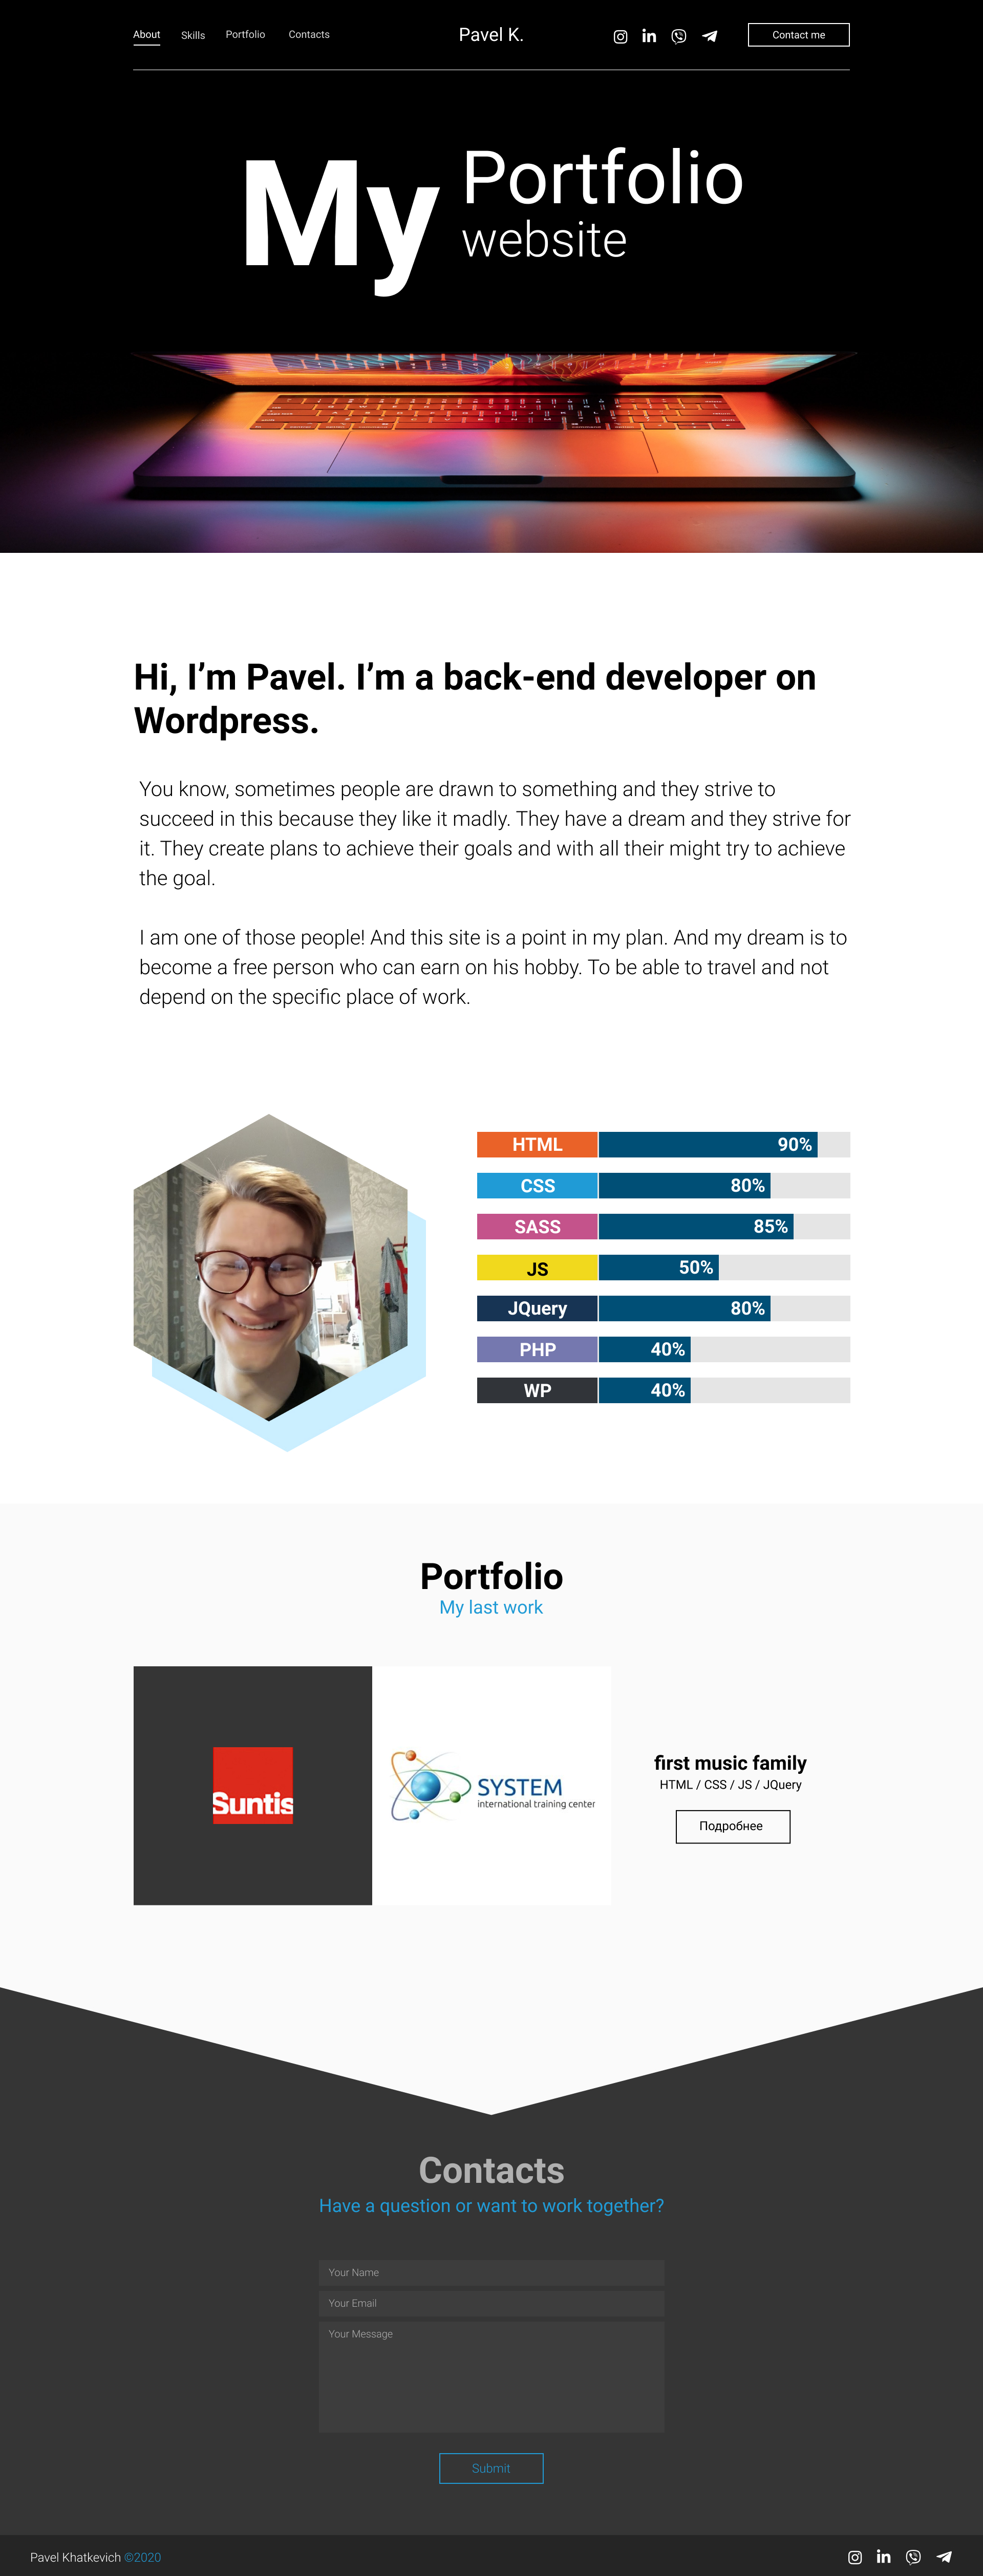 About Skills Portfolio Contacts
Pavel K.
Contact me
My
Portfolio
website
Hi, I’m Pavel. I’m a back-end developer on
Wordpress.
You know, sometimes people are drawn to something and they strive to
succeed in this because they like it madly. They have a dream and they strive for
it. They create plans to achieve their goals and with all their might try to achieve
the goal.
I am one of those people! And this site is a point in my plan. And my dream is to
become a free person who can earn on his hobby. To be able to travel and not
depend on the specific place of work.
HTML 90%
CSS 80%
SASS 85%
JS 50%
JQuery 80%
PHP 40%
WP 40%
Portfolio
My last work
Suntis
SYSTEM
international training center
first music family
HTML / CSS / JS / JQuery
Подробнее
Contacts
Have a question or want to work together?
Your Name
Your Email
Your Message
Submit
Pavel Khatkevich ©2020